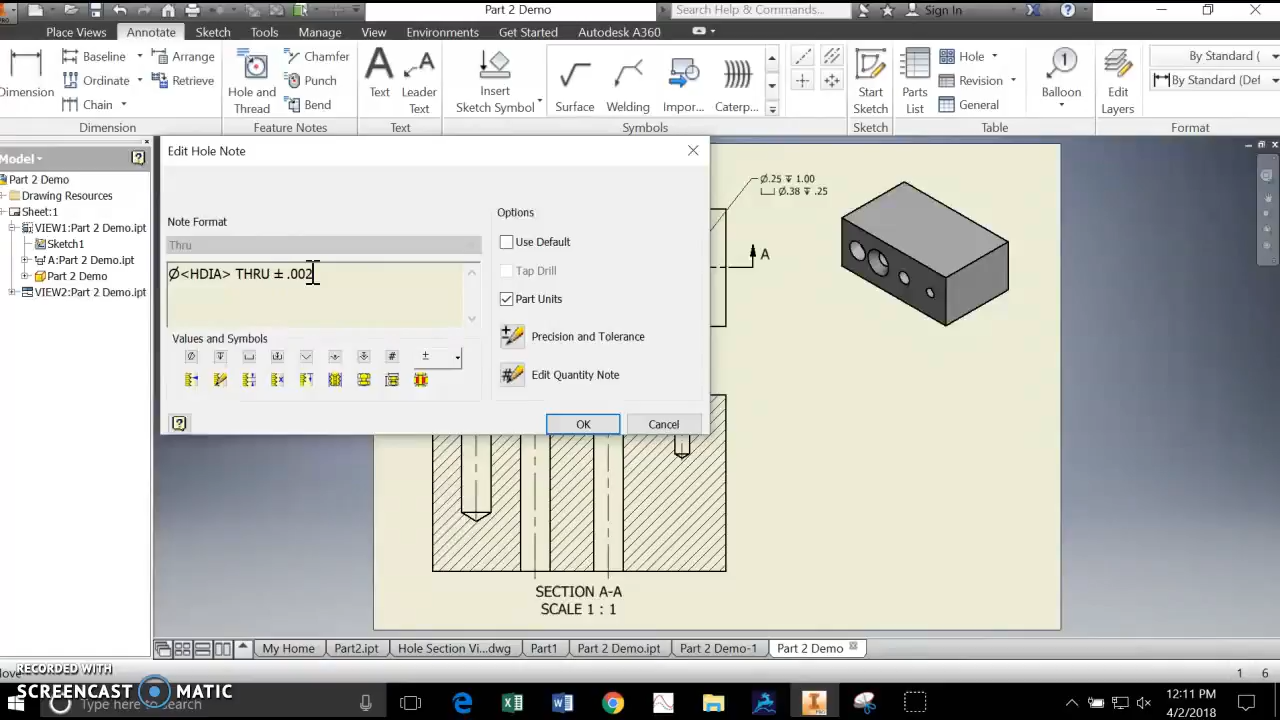 Part 2 Demo
Search Help & Commands...
Sign In
Place Views Annotate Sketch Tools Manage View Environments Get Started Autodesk A360
Baseline Arrange Chamfer
Ordinate Retrieve Punch
Chain Bend
Dimension
Hole and
Thread
Text
Leader
Text
Insert
Sketch Symbol
Surface Welding Impor... Caterp...
Start
Sketch
Parts
List
Hole
Revision
General
Balloon
Edit
Layers
By Standard (
By Standard (Def
Dimension Feature Notes Text Symbols Sketch Table Format
Model
Part 2 Demo
Drawing Resources
Sheet:1
VIEW1:Part 2 Demo.ipt
Sketch1
A:Part 2 Demo.ipt
Part 2 Demo
VIEW2:Part 2 Demo.ipt
Edit Hole Note
Note Format
Thru
Ø<HDIA> THRU ± .002
Values and Symbols
Options
Use Default
Tap Drill
Part Units
Precision and Tolerance
Edit Quantity Note
OK Cancel
Ø.25 ↧ 1.00
⌴ Ø.38 ↧ .25
A
SECTION A-A
SCALE 1 : 1
My Home Part2.ipt Hole Section Vi...dwg Part1 Part 2 Demo.ipt Part 2 Demo-1 Part 2 Demo
1 6
RECORDED WITH
SCREENCAST MATIC
Type here to search
12:11 PM
4/2/2018